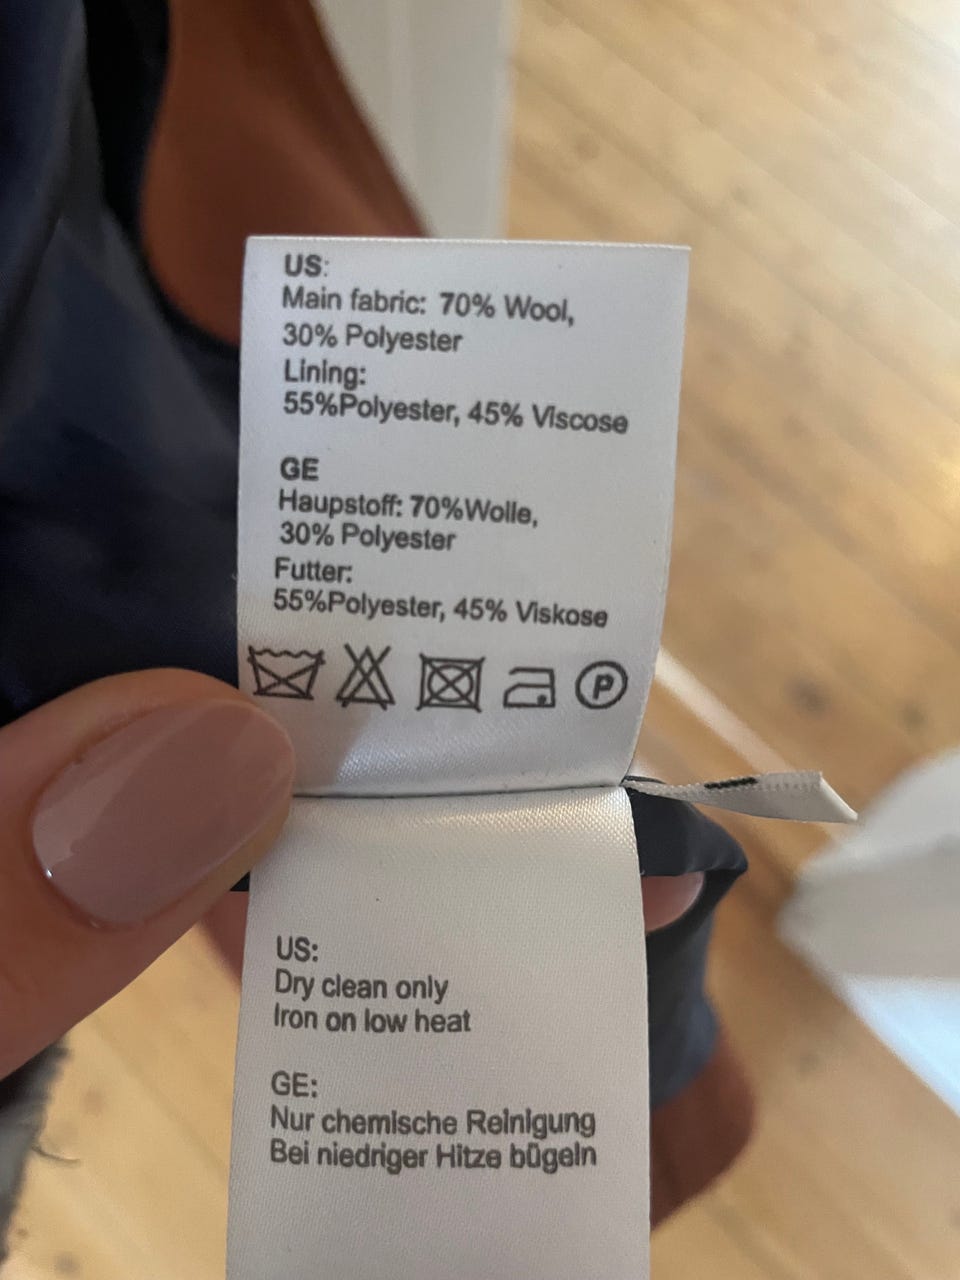 US:
Main fabric: 70% Wool,
30% Polyester
Lining:
55%Polyester, 45% Viscose
GE
Haupstoff: 70%Wolle,
30% Polyester
Futter:
55%Polyester, 45% Viskose
P
US:
Dry clean only
Iron on low heat
GE:
Nur chemische Reinigung
Bei niedriger Hitze bügeln